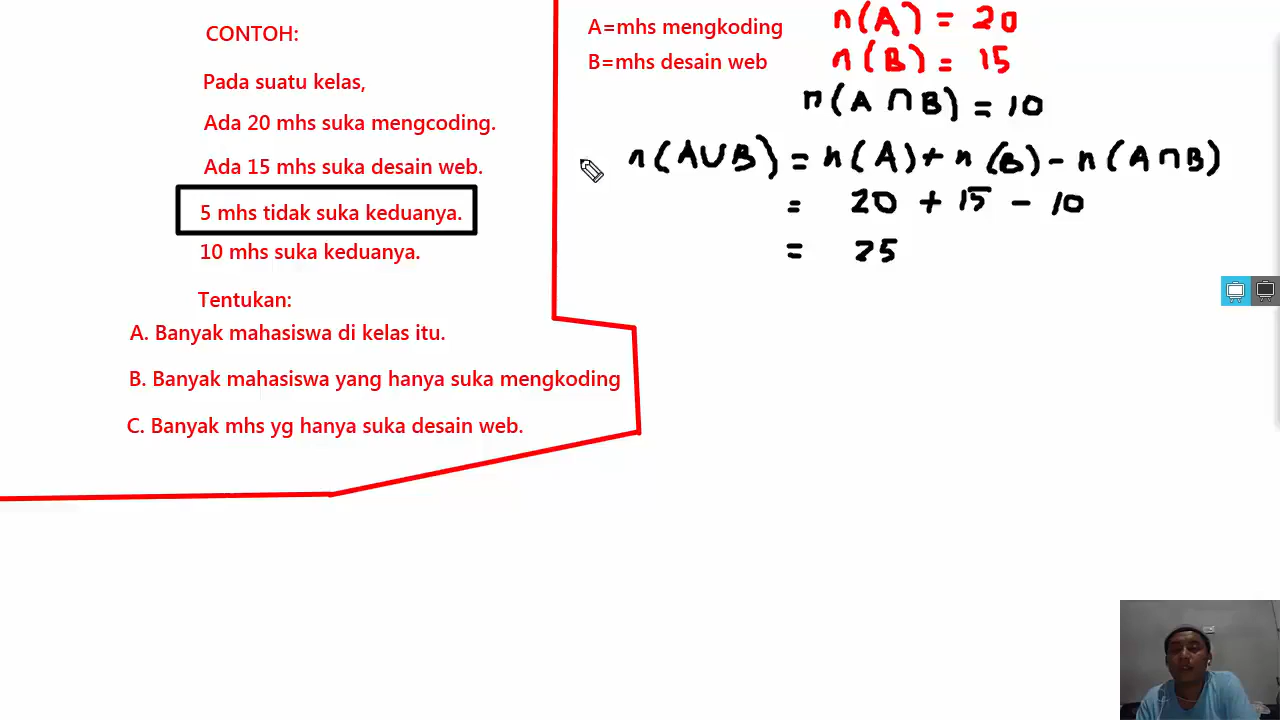 CONTOH:
Pada suatu kelas,
Ada 20 mhs suka mengcoding.
Ada 15 mhs suka desain web.
5 mhs tidak suka keduanya.
10 mhs suka keduanya.
Tentukan:
A. Banyak mahasiswa di kelas itu.
B. Banyak mahasiswa yang hanya suka mengkoding
C. Banyak mhs yg hanya suka desain web.
A=mhs mengkoding
n(A) = 20
B=mhs desain web
n(B) = 15
n(A∩B) = 10
n(A∪B) = n(A) + n(B) - n(A∩B)
= 20 + 15 - 10
= 25